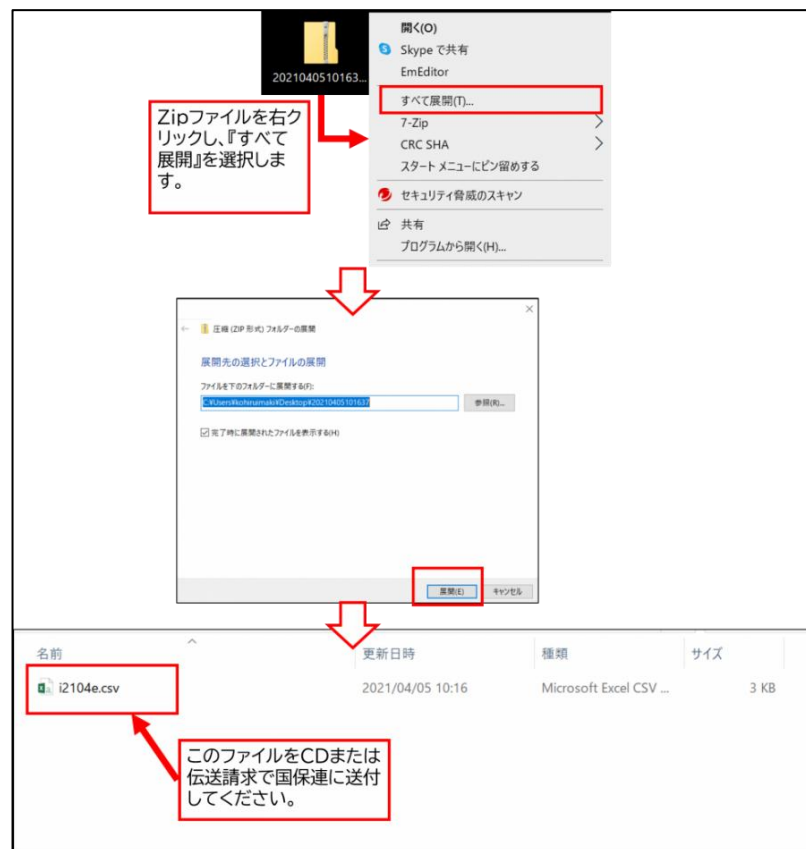 開く(O)
Skype で共有
EmEditor
2021040510163...
すべて展開(T)...
Zipファイルを右ク
リックし、『すべて
展開』を選択しま
す。
7-Zip
CRC SHA
スタート メニューにピン留めする
セキュリティ脅威のスキャン
共有
プログラムから開く(H)...
圧縮 (ZIP 形式) フォルダーの展開
展開先の選択とファイルの展開
ファイルを下のフォルダーに展開する(F):
C:¥Users¥kohiruimaki¥Desktop¥20210405101637
参照(R)...
完了時に展開されたファイルを表示する(H)
展開(E)
キャンセル
名前
更新日時
種類
サイズ
i2104e.csv
2021/04/05 10:16
Microsoft Excel CSV ...
3 KB
このファイルをCDまたは
伝送請求で国保連に送付
してください。